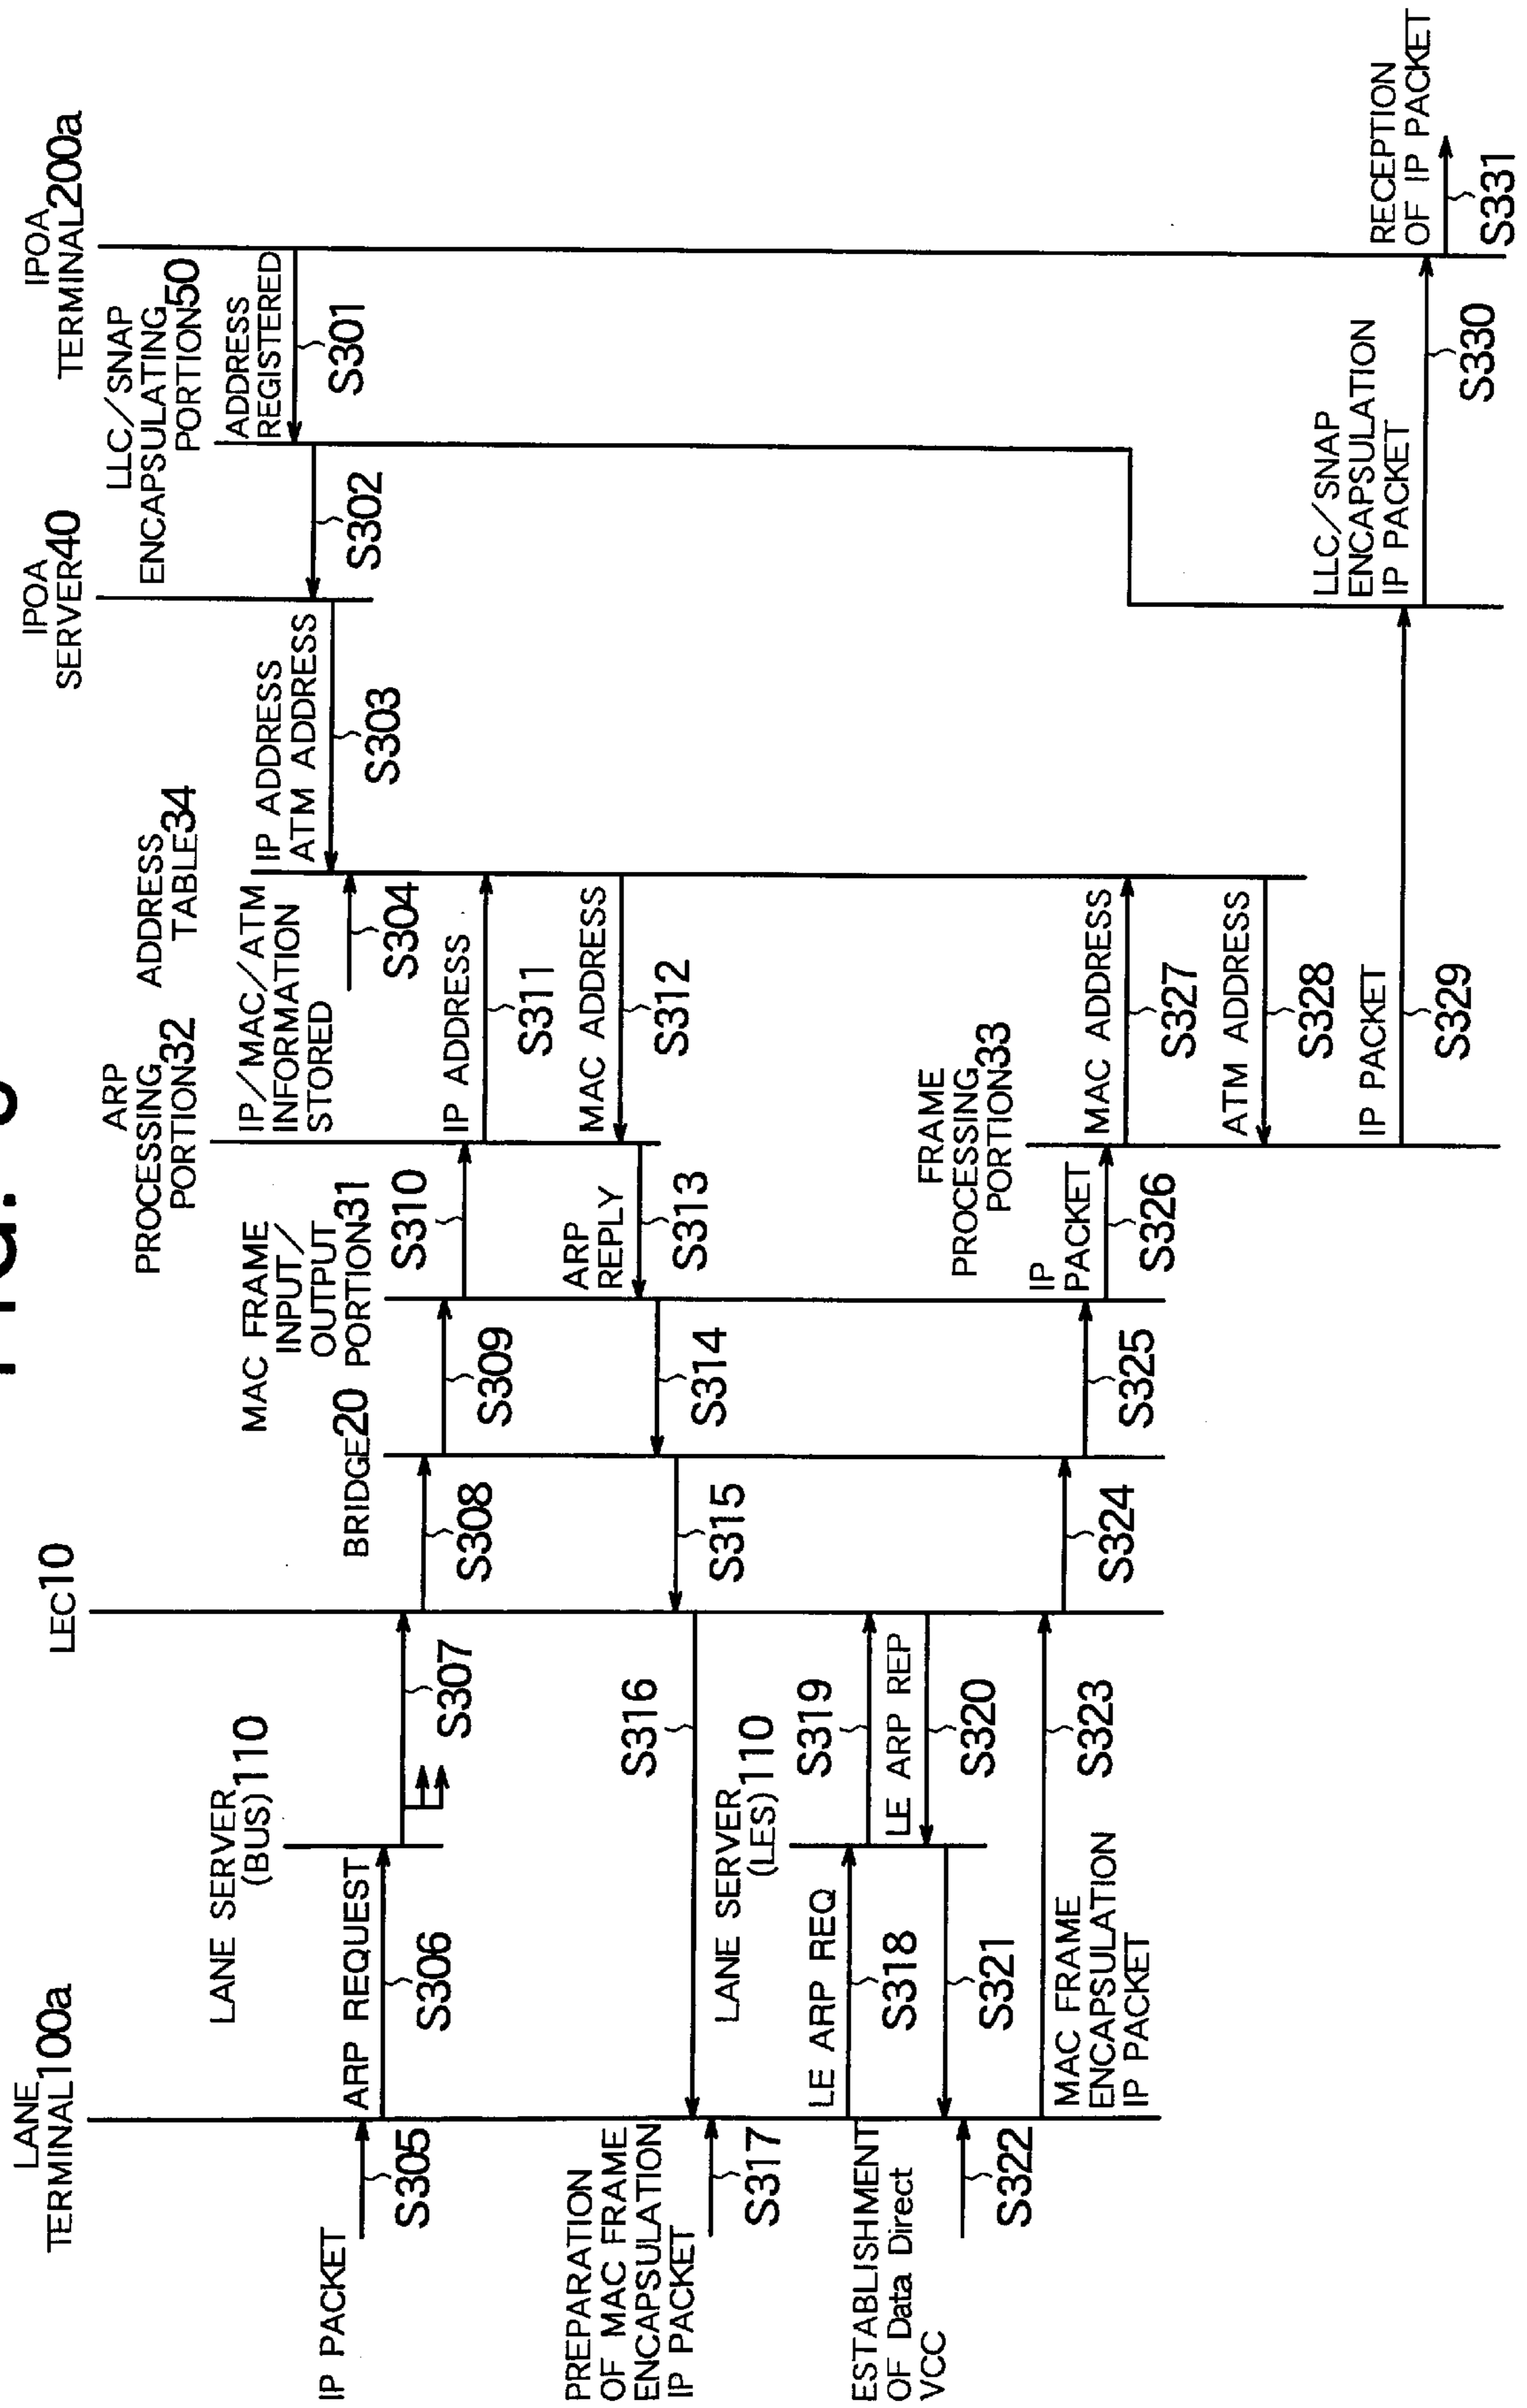 LANE
TERMINAL100a
LANE SERVER
(BUS)110
LEC10
BRIDGE20
MAC FRAME
INPUT/
OUTPUT
PORTION31
ARP
PROCESSING
PORTION32
ADDRESS
TABLE34
IPOA
SERVER40
LLC/SNAP
ENCAPSULATING
PORTION50
IPOA
TERMINAL200a
ADDRESS
REGISTERED
S301
S302
IP ADDRESS
ATM ADDRESS
S303
IP/MAC/ATM
INFORMATION
STORED
S304
IP PACKET
S305
ARP REQUEST
S306
S307
S308
S309
S310
IP ADDRESS
S311
MAC ADDRESS
S312
ARP
REPLY
S313
S314
S315
S316
PREPARATION
OF MAC FRAME
ENCAPSULATION
IP PACKET
S317
LANE SERVER
(LES)110
LE ARP REQ
S318
S319
LE ARP REP
S320
S321
ESTABLISHMENT
OF Data Direct
VCC
S322
S323
MAC FRAME
ENCAPSULATION
IP PACKET
S324
S325
FRAME
PROCESSING
PORTION33
IP
PACKET
S326
MAC ADDRESS
S327
ATM ADDRESS
S328
IP PACKET
S329
LLC/SNAP
ENCAPSULATION
IP PACKET
S330
RECEPTION
OF IP PACKET
S331